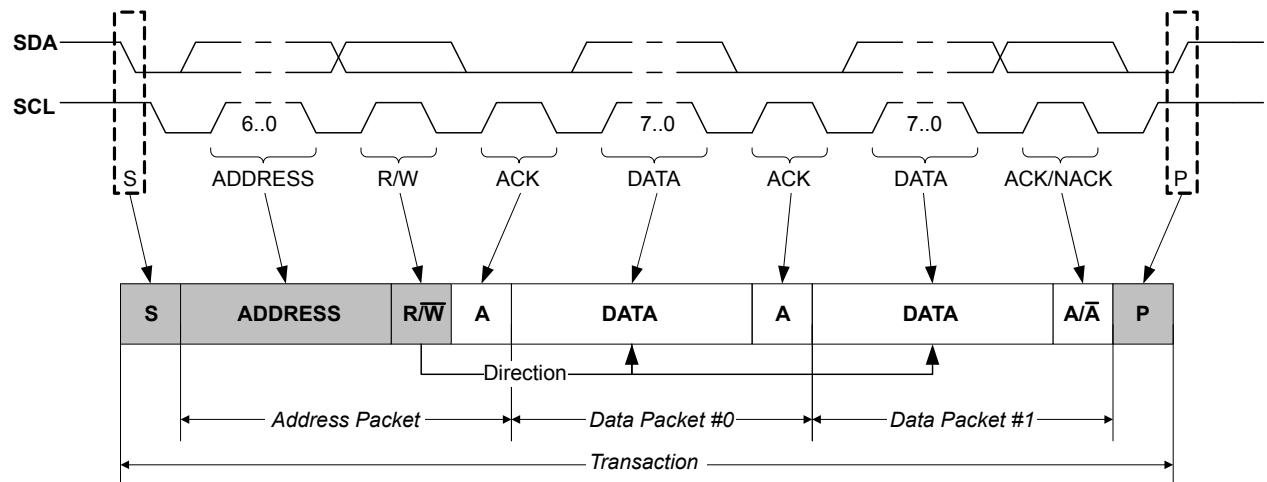 SDA
SCL
6..0
7..0
7..0
S
ADDRESS
R/W
ACK
DATA
ACK
DATA
ACK/NACK
P
S
ADDRESS
R/W̅
A
DATA
A
DATA
A/A̅
P
Direction
Address Packet
Data Packet #0
Data Packet #1
Transaction